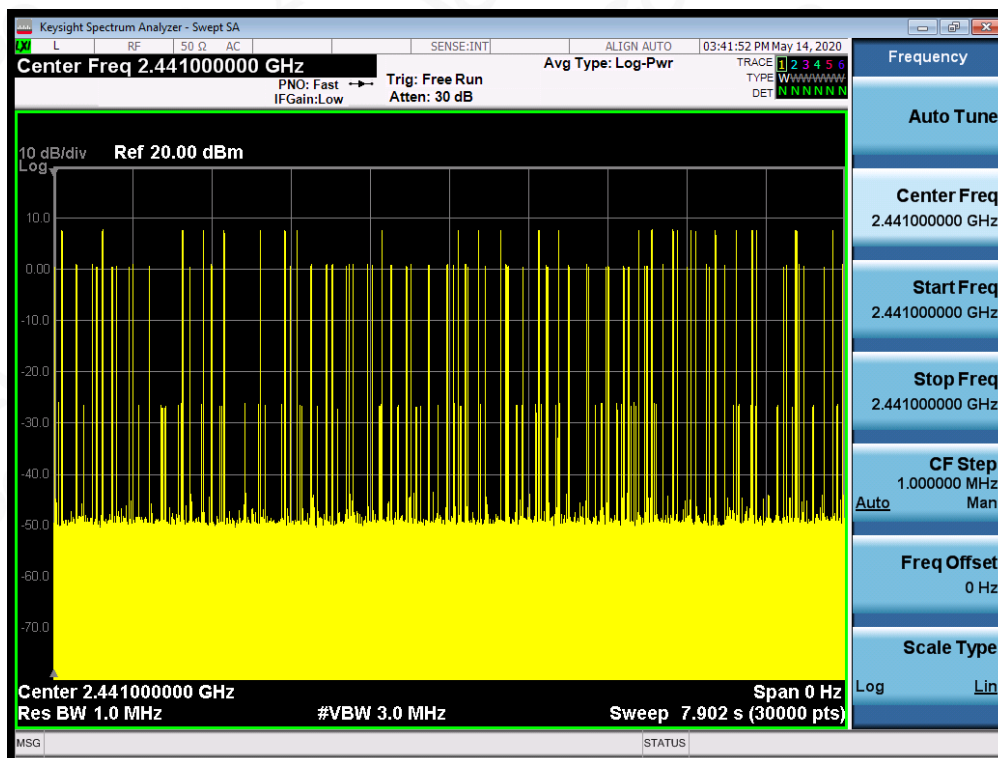 Keysight Spectrum Analyzer - Swept SA
LXI L RF 50 Ω AC SENSE:INT ALIGN AUTO 03:41:52 PM May 14, 2020
Center Freq 2.441000000 GHz
PNO: Fast
IFGain:Low
Trig: Free Run
Atten: 30 dB
Avg Type: Log-Pwr
TRACE 1 2 3 4 5 6
TYPE WWWWWW
DET N N N N N N
10 dB/div Ref 20.00 dBm
Log
10.0
0.00
-10.0
-20.0
-30.0
-40.0
-50.0
-60.0
-70.0
Center 2.441000000 GHz Span 0 Hz
Res BW 1.0 MHz #VBW 3.0 MHz Sweep 7.902 s (30000 pts)
MSG STATUS
Frequency
Auto Tune
Center Freq
2.441000000 GHz
Start Freq
2.441000000 GHz
Stop Freq
2.441000000 GHz
CF Step
1.000000 MHz
Auto Man
Freq Offset
0 Hz
Scale Type
Log Lin